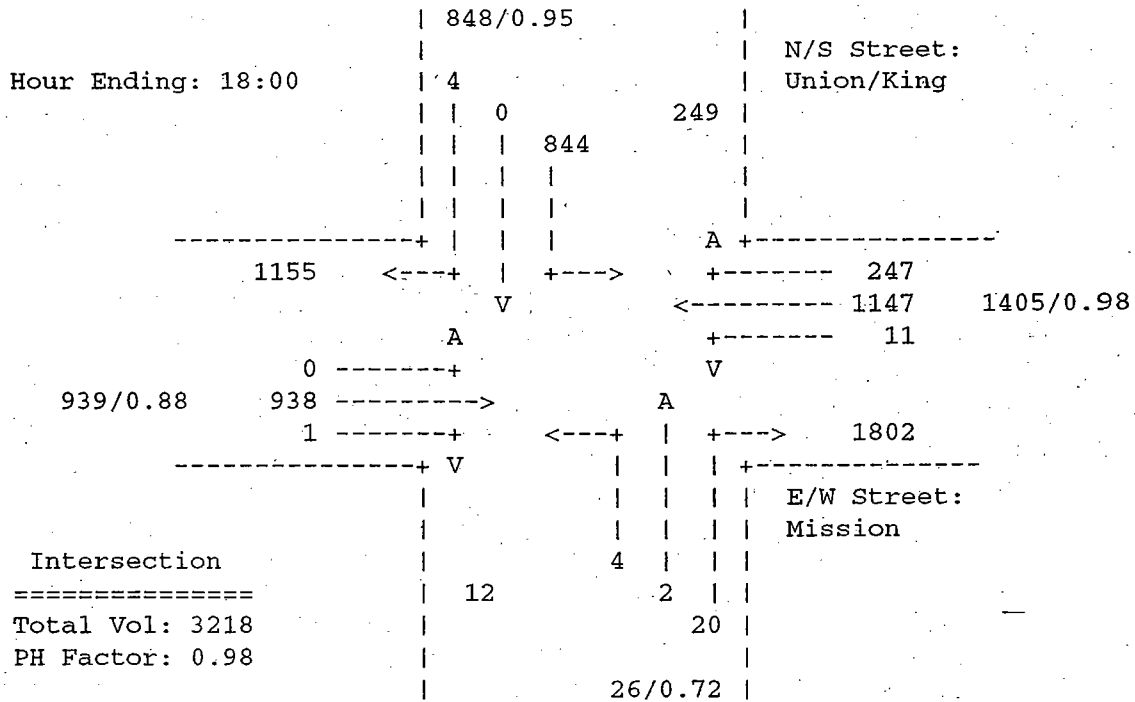 848/0.95
N/S Street:
Hour Ending: 18:00 4 Union/King
0 249
844
A
1155 <---+ +---> +------- 247
V <--------- 1147 1405/0.98
A +------- 11
0 -------+ V
939/0.88 938 ---------> A
1 -------+ <---+ +---> 1802
V
E/W Street:
Mission
Intersection 4
=============== 12 2
Total Vol: 3218 20
PH Factor: 0.98
26/0.72